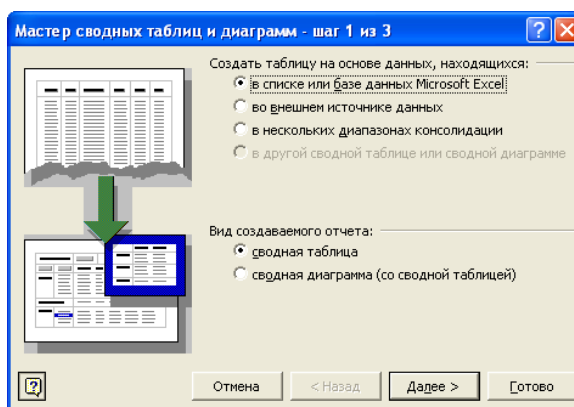 Мастер сводных таблиц и диаграмм - шаг 1 из 3
Создать таблицу на основе данных, находящихся:
в списке или базе данных Microsoft Excel
во внешнем источнике данных
в нескольких диапазонах консолидации
в другой сводной таблице или сводной диаграмме
Вид создаваемого отчета:
сводная таблица
сводная диаграмма (со сводной таблицей)
Отмена
< Назад
Далее >
Готово